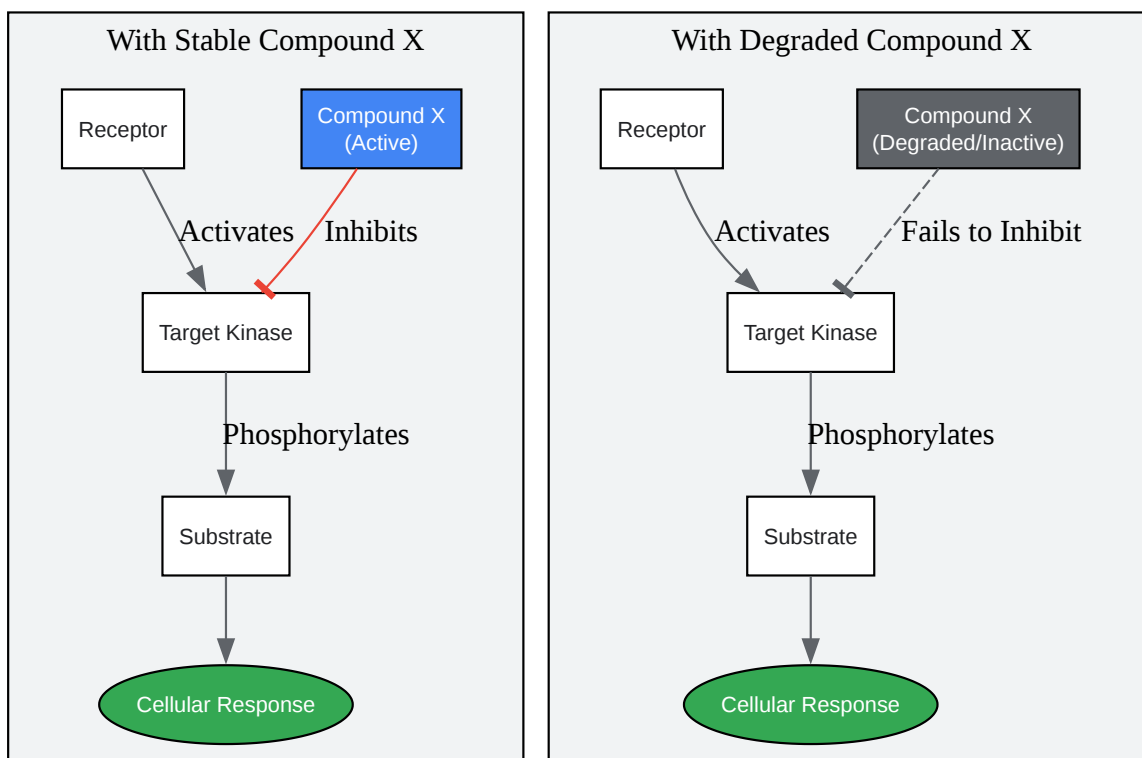 With Stable Compound X
Receptor
Compound X
(Active)
Activates
Inhibits
Target Kinase
Phosphorylates
Substrate
Cellular Response
With Degraded Compound X
Receptor
Compound X
(Degraded/Inactive)
Activates
Fails to Inhibit
Target Kinase
Phosphorylates
Substrate
Cellular Response